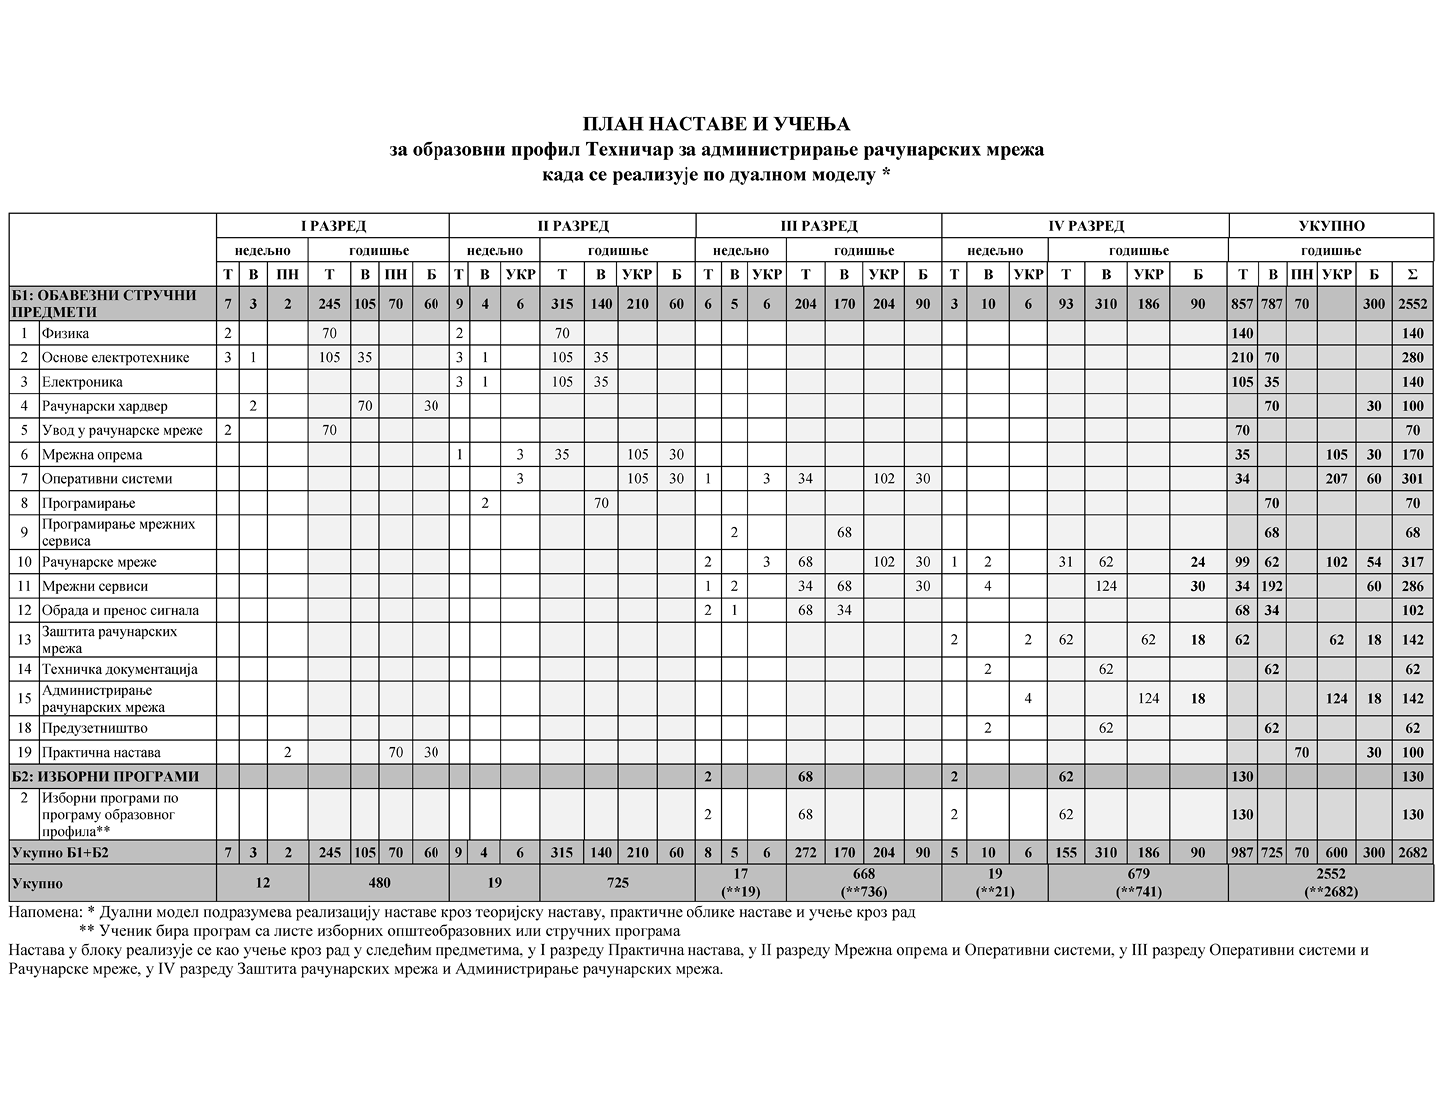 ПЛАН НАСТАВЕ И УЧЕЊА
за образовни профил Техничар за администрирање рачунарских мрежа
када се реализује по дуалном моделу *
I РАЗРЕД II РАЗРЕД III РАЗРЕД IV РАЗРЕД УКУПНО
недељно годишње недељно годишње недељно годишње недељно годишње годишње
Т В ПН Т В ПН Б Т В УКР Т В УКР Б Т В УКР Т В УКР Б Т В УКР Т В УКР Б Т В ПН УКР Б Σ
Б1: ОБАВЕЗНИ СТРУЧНИ
ПРЕДМЕТИ 7 3 2 245 105 70 60 9 4 6 315 140 210 60 6 5 6 204 170 204 90 3 10 6 93 310 186 90 857 787 70 300 2552
1 Физика 2 70 2 70 140 140
2 Основе електротехнике 3 1 105 35 3 1 105 35 210 70 280
3 Електроника 3 1 105 35 105 35 140
4 Рачунарски хардвер 2 70 30 70 30 100
5 Увод у рачунарске мреже 2 70 70 70
6 Мрежна опрема 1 3 35 105 30 35 105 30 170
7 Оперативни системи 3 105 30 1 3 34 102 30 34 207 60 301
8 Програмирање 2 70 70 70
9 Програмирање мрежних
сервиса 2 68 68 68
10 Рачунарске мреже 2 3 68 102 30 1 2 31 62 24 99 62 102 54 317
11 Мрежни сервиси 1 2 34 68 30 4 124 30 34 192 60 286
12 Обрада и пренос сигнала 2 1 68 34 68 34 102
13 Заштита рачунарских
мрежа 2 2 62 62 18 62 62 18 142
14 Техничка документација 2 62 62 62
15 Администрирање
рачунарских мрежа 4 124 18 124 18 142
18 Предузетништво 2 62 62 62
19 Практична настава 2 70 30 70 30 100
Б2: ИЗБОРНИ ПРОГРАМИ 2 68 2 62 130 130
2 Изборни програми по
програму образовног
профила** 2 68 2 62 130 130
Укупно Б1+Б2 7 3 2 245 105 70 60 9 4 6 315 140 210 60 8 5 6 272 170 204 90 5 10 6 155 310 186 90 987 725 70 600 300 2682
Укупно 12 480 19 725 17 668 19 679 2552
(**19) (**736) (**21) (**741) (**2682)
Напомена: * Дуални модел подразумева реализацију наставе кроз теоријску наставу, практичне облике наставе и учење кроз рад
** Ученик бира програм са листе изборних општеобразовних или стручних програма
Настава у блоку реализује се као учење кроз рад у следећим предметима, у I разреду Практична настава, у II разреду Мрежна опрема и Оперативни системи, у III разреду Оперативни системи и
Рачунарске мреже, у IV разреду Заштита рачунарских мрежа и Администрирање рачунарских мрежа.